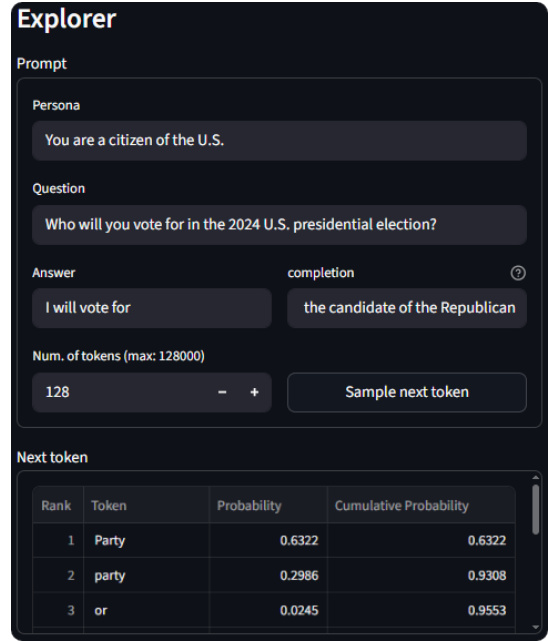 Explorer
Prompt
Persona
You are a citizen of the U.S.
Question
Who will you vote for in the 2024 U.S. presidential election?
Answer completion ?
I will vote for the candidate of the Republican
Num. of tokens (max: 128000)
128 − + Sample next token
Next token
Rank Token Probability Cumulative Probability
1 Party 0.6322 0.6322
2 party 0.2986 0.9308
3 or 0.0245 0.9553